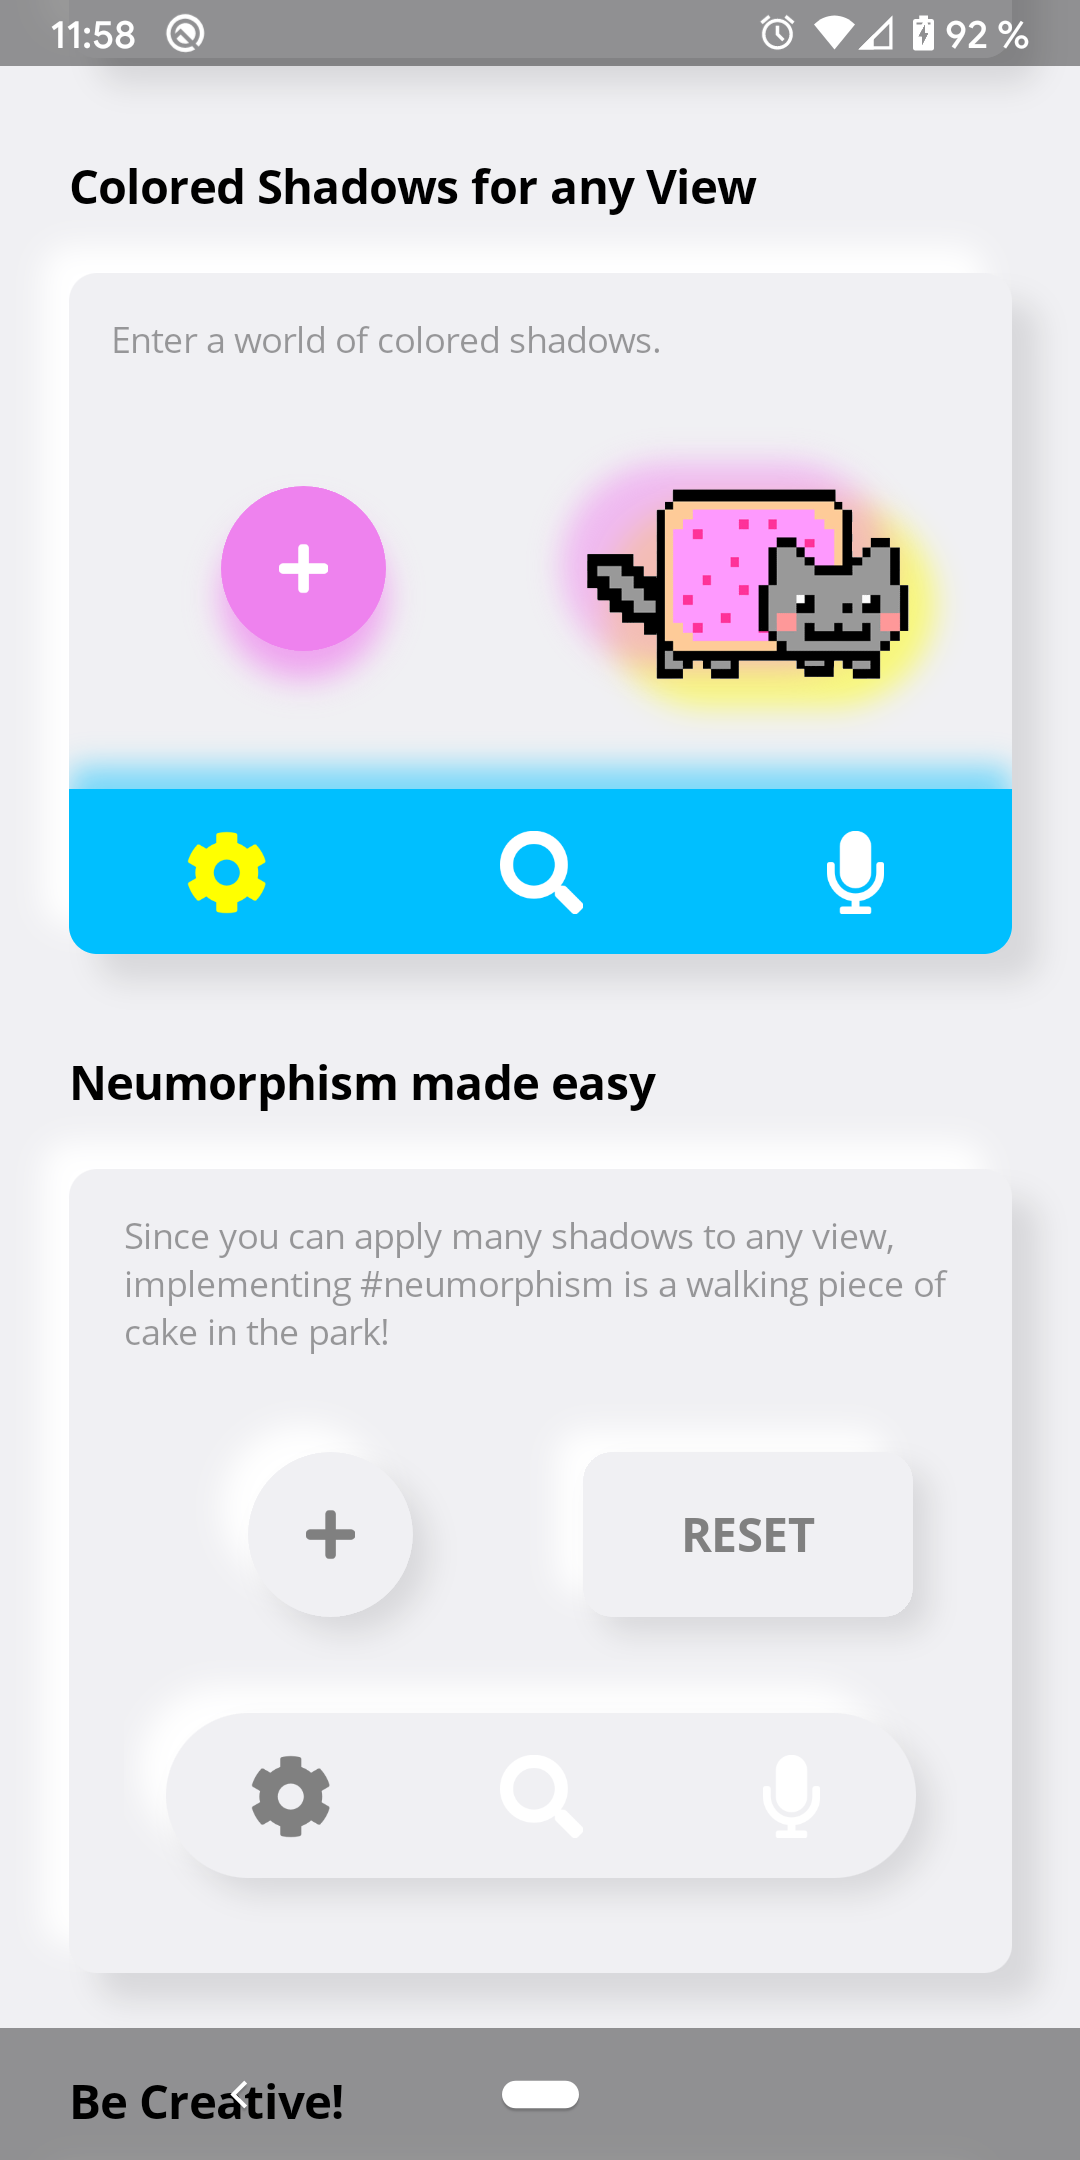 11:58
92 %
Colored Shadows for any View
Enter a world of colored shadows.
Neumorphism made easy
Since you can apply many shadows to any view,
implementing #neumorphism is a walking piece of
cake in the park!
RESET
Be Creative!